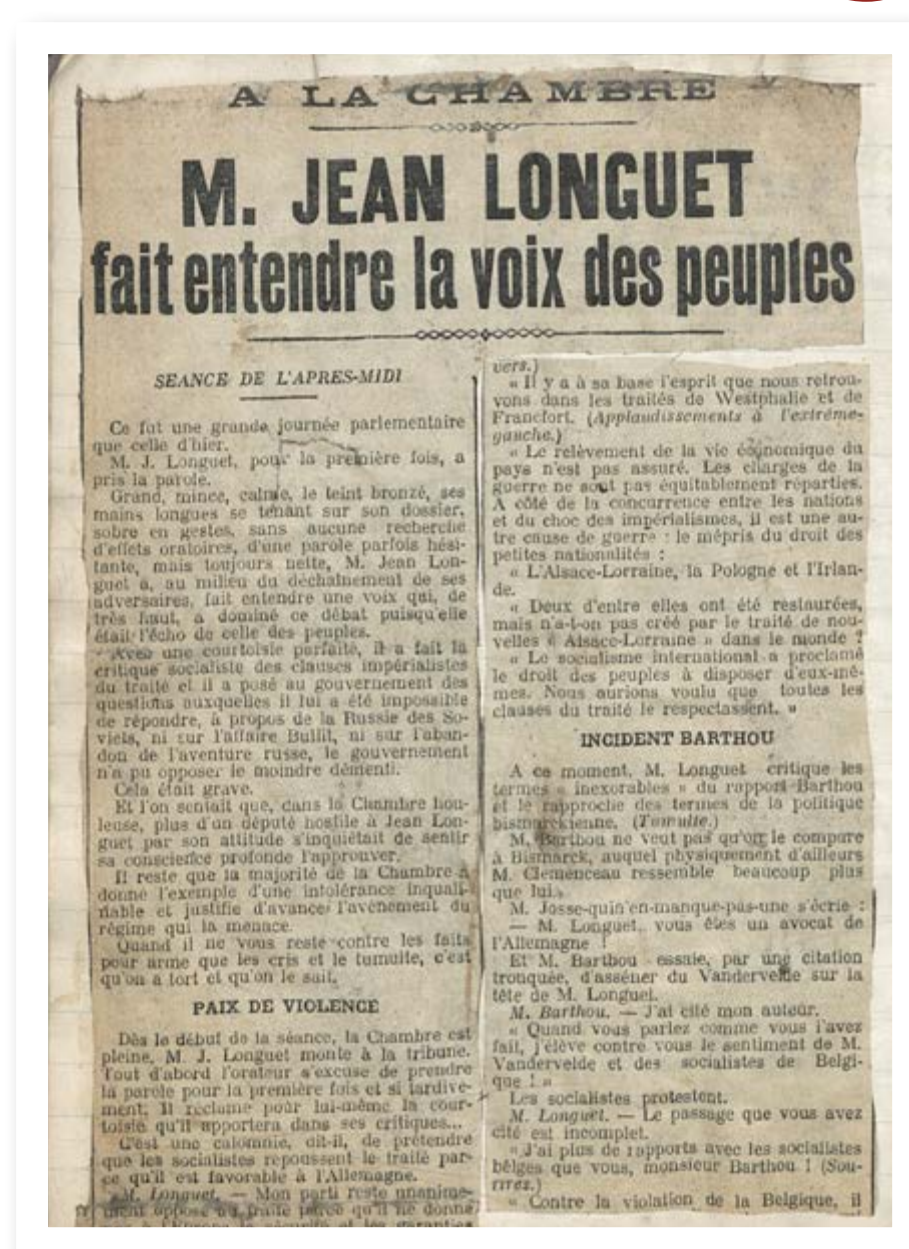 A LA CHAMBRE
M. JEAN LONGUET
fait entendre la voix des peuples
SEANCE DE L'APRES-MIDI
Ce fut une grande journée parlementaire
que celle d'hier.
M. J. Longuet, pour la première fois, a
pris la parole.
Grand, mince, calme, le teint bronzé, ses
mains longues se tenant sur son dossier,
sobre en gestes, sans aucune recherche
d'effets oratoires, d'une parole parfois hési-
tante, mais toujours nette, M. Jean Lon-
guet a, au milieu du déchaînement de ses
adversaires, fait entendre une voix qui, de
très haut, a dominé ce débat puisqu'elle
était l'écho de celle des peuples.
Avec une courtoisie parfaite, il a fait la
critique socialiste des clauses impérialistes
du traité et il a posé au gouvernement des
questions auxquelles il lui a été impossible
de répondre, à propos de la Russie des So-
viets, ni sur l'affaire Bullit, ni sur l'aban-
don de l'aventure russe, le gouvernement
n'a pu opposer le moindre démenti.
Cela était grave.
Et l'on sentait que, dans la Chambre hou-
leuse, plus d'un député hostile à Jean Lon-
guet par son attitude s'inquiétait de sentir
sa conscience profonde l'approuver.
Il reste que la majorité de la Chambre a
donné l'exemple d'une intolérance inquali-
fiable et justifie d'avance l'avènement du
régime qui la menace.
Quand il ne vous reste contre les faits
pour arme que les cris et le tumulte, c'est
qu'on a tort et qu'on le sait.
PAIX DE VIOLENCE
Dès le début de la séance, la Chambre est
pleine. M. J. Longuet monte à la tribune.
Tout d'abord l'orateur s'excuse de prendre
la parole pour la première fois et si tardive-
ment. Il réclame pour lui-même la cour-
toisie qu'il apportera dans ses critiques...
C'est une calomnie, dit-il, de prétendre
que les socialistes repoussent le traité par-
ce qu'il est favorable à l'Allemagne.
M. Longuet. — Mon parti reste unanime-
ment opposé au traité parce qu'il ne donne
pas à l'Europe la sécurité et les garanties
vers.)
« Il y a à sa base l'esprit que nous retrou-
vons dans les traités de Westphalie et de
Francfort. (Applaudissements à l'extrême-
gauche.)
« Le relèvement de la vie économique du
pays n'est pas assuré. Les charges de la
guerre ne sont pas équitablement réparties.
A côté de la concurrence entre les nations
et du choc des impérialismes, il est une au-
tre cause de guerre : le mépris du droit des
petites nationalités :
« L'Alsace-Lorraine, la Pologne et l'Irlan-
de.
« Deux d'entre elles ont été restaurées,
mais n'a-t-on pas créé par le traité de nou-
velles « Alsace-Lorraine » dans le monde ?
« Le socialisme international a proclamé
le droit des peuples à disposer d'eux-mê-
mes. Nous aurions voulu que toutes les
clauses du traité le respectassent. »
INCIDENT BARTHOU
A ce moment, M. Longuet critique les
termes « inexorables » du rapport Barthou
et le rapproche des termes de la politique
bismarckienne. (Tumulte.)
M. Barthou ne veut pas qu'on le compare
à Bismarck, auquel physiquement d'ailleurs
M. Clemenceau ressemble beaucoup plus
que lui.
M. Josse-quin'en-manque-pas-une s'écrie :
— M. Longuet, vous êtes un avocat de
l'Allemagne !
Et M. Barthou essaie, par une citation
tronquée, d'asséner du Vandervelde sur la
tête de M. Longuet.
M. Barthou. — J'ai cité mon auteur.
« Quand vous parlez comme vous l'avez
fait, j'élève contre vous le sentiment de M.
Vandervelde et des socialistes de Belgi-
que ! »
Les socialistes protestent.
M. Longuet. — Le passage que vous avez
cité est incomplet.
« J'ai plus de rapports avec les socialistes
belges que vous, monsieur Barthou ! (Sou-
rires.)
« Contre la violation de la Belgique, il